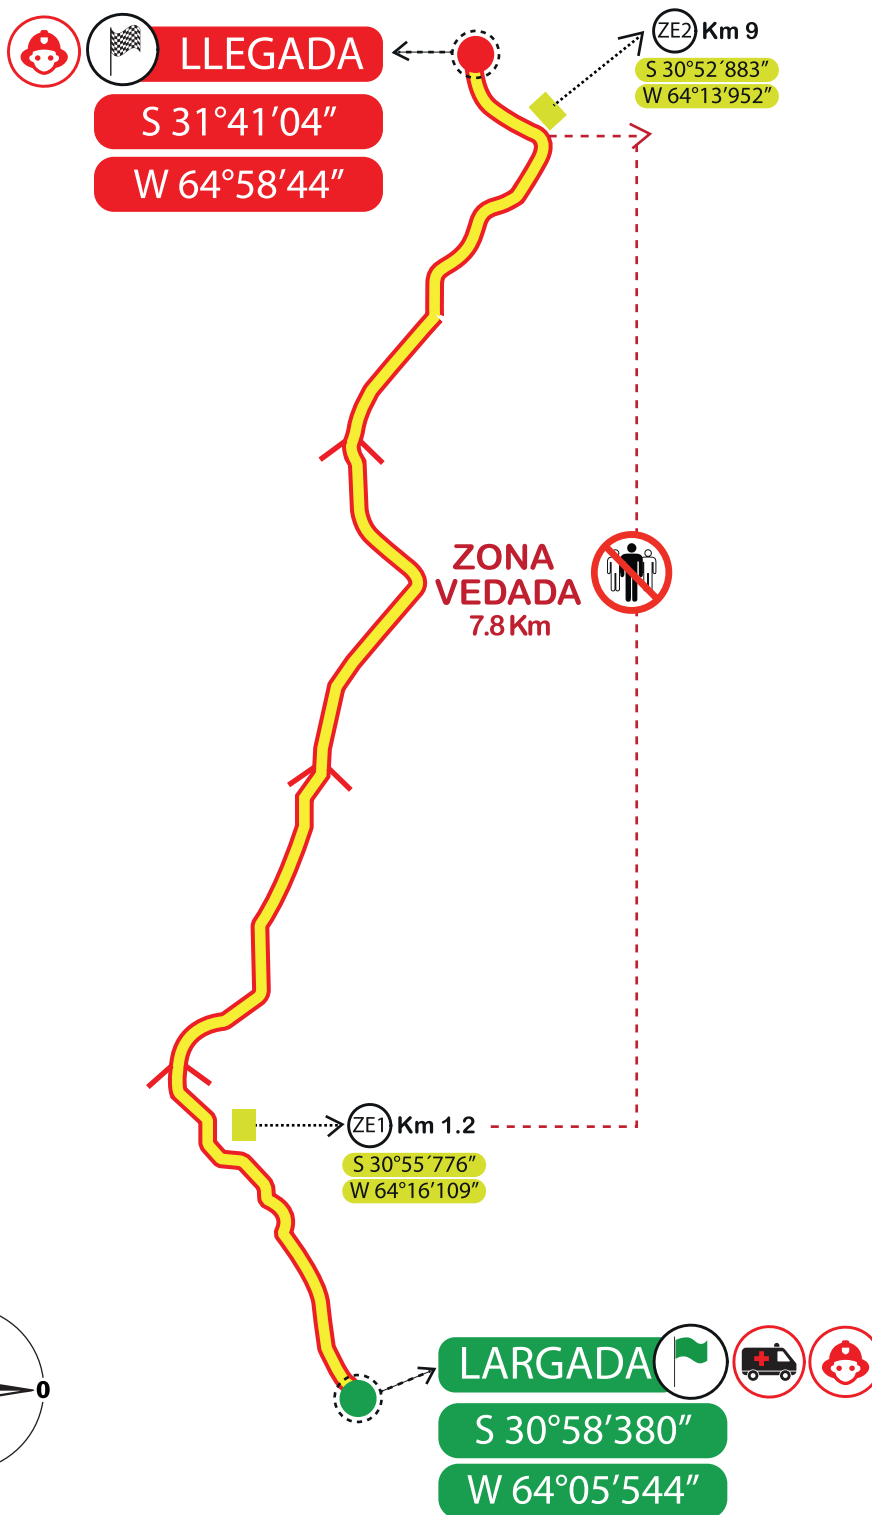 LLEGADA
S 31°41’04”
W 64°58’44”
ZE2 Km 9
S 30°52´883”
W 64°13’952”
ZONA
VEDADA
7.8 Km
ZE1 Km 1.2
S 30°55´776”
W 64°16’109”
LARGADA
S 30°58’380”
W 64°05’544”
O